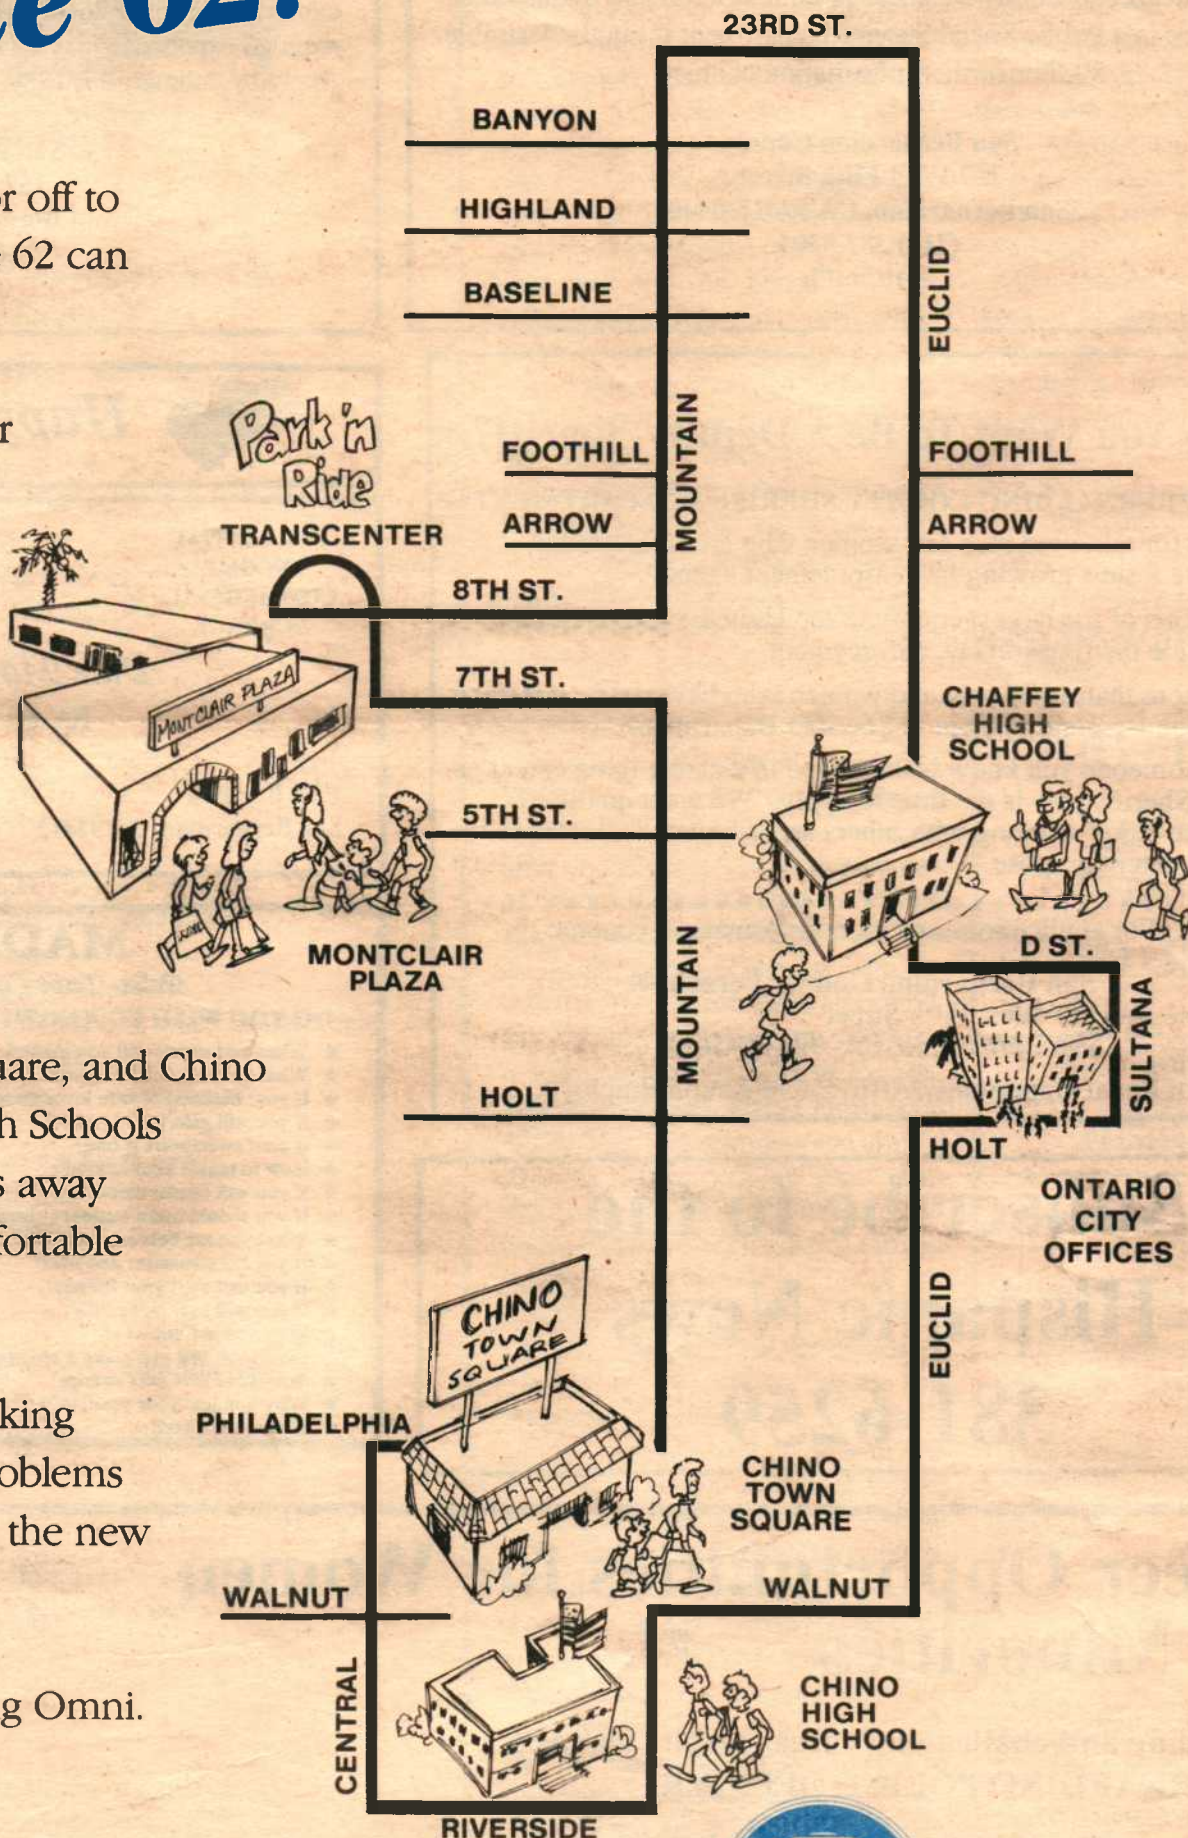 e 62!
or off to
62 can
r
uare, and Chino
h Schools
s away
fortable
king
oblems
the new
g Omni.
23RD ST.
BANYON
HIGHLAND
BASELINE
EUCLID
Park 'n
Ride
TRANSCENTER
FOOTHILL
MOUNTAIN
FOOTHILL
ARROW
ARROW
8TH ST.
7TH ST.
MONTCLAIR PLAZA
CHAFFEY
HIGH
SCHOOL
5TH ST.
MONTCLAIR
PLAZA
MOUNTAIN
D ST.
SULTANA
HOLT
HOLT
ONTARIO
CITY
OFFICES
EUCLID
CHINO
TOWN
SQUARE
PHILADELPHIA
CHINO
TOWN
SQUARE
WALNUT
WALNUT
CENTRAL
CHINO
HIGH
SCHOOL
RIVERSIDE